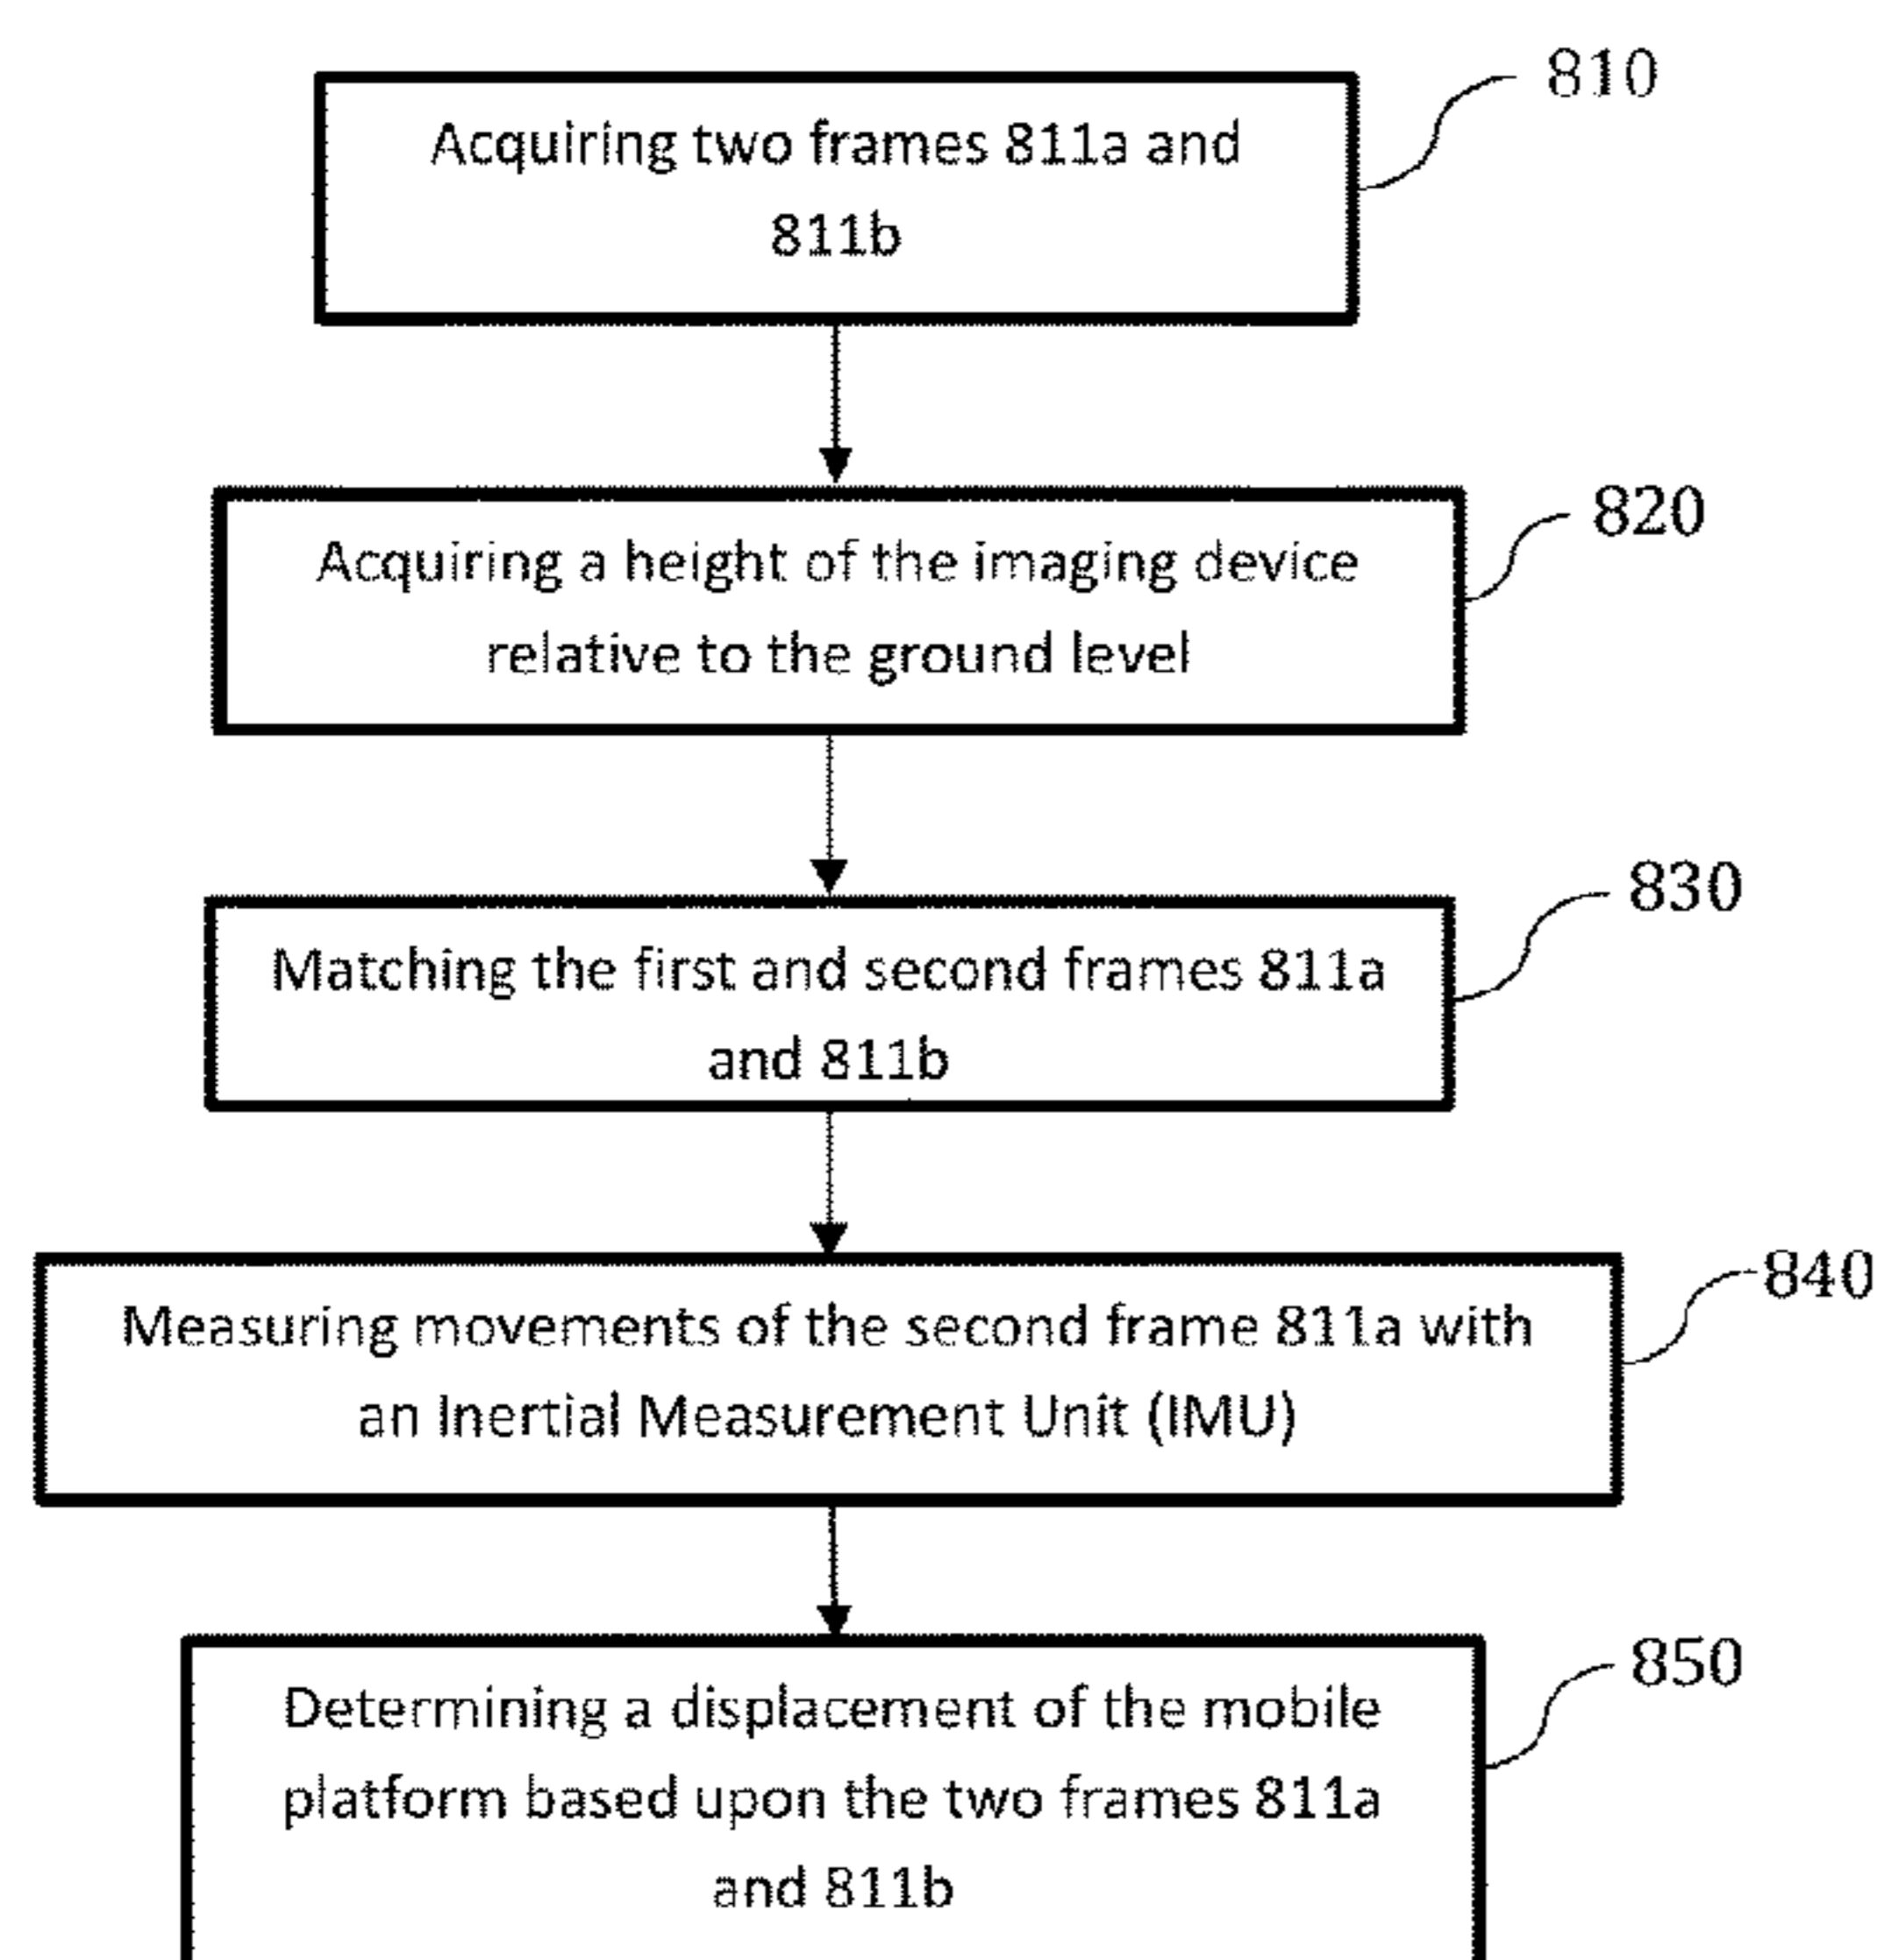 810
Acquiring two frames 811a and
811b
820
Acquiring a height of the imaging device
relative to the ground level
830
Matching the first and second frames 811a
and 811b
840
Measuring movements of the second frame 811a with
an Inertial Measurement Unit (IMU)
850
Determining a displacement of the mobile
platform based upon the two frames 811a
and 811b